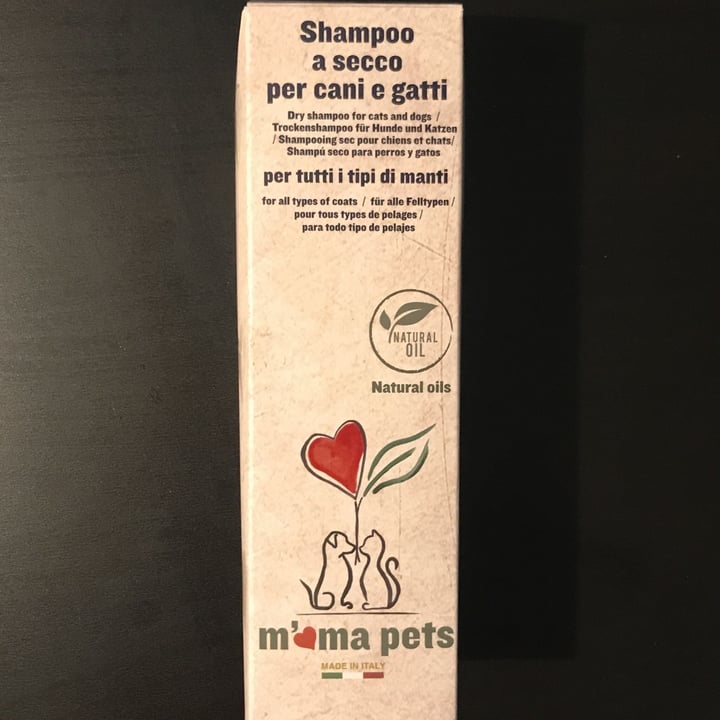 Shampoo
a secco
per cani e gatti
Dry shampoo for cats and dogs /
Trockenshampoo für Hunde und Katzen
/ Shampooing sec pour chiens et chats/
Shampú seco para perros y gatos
per tutti i tipi di manti
for all types of coats / für alle Felltypen /
pour tous types de pelages /
para todo tipo de pelajes
NATURAL
OIL
Natural oils
m'ma pets
MADE IN ITALY